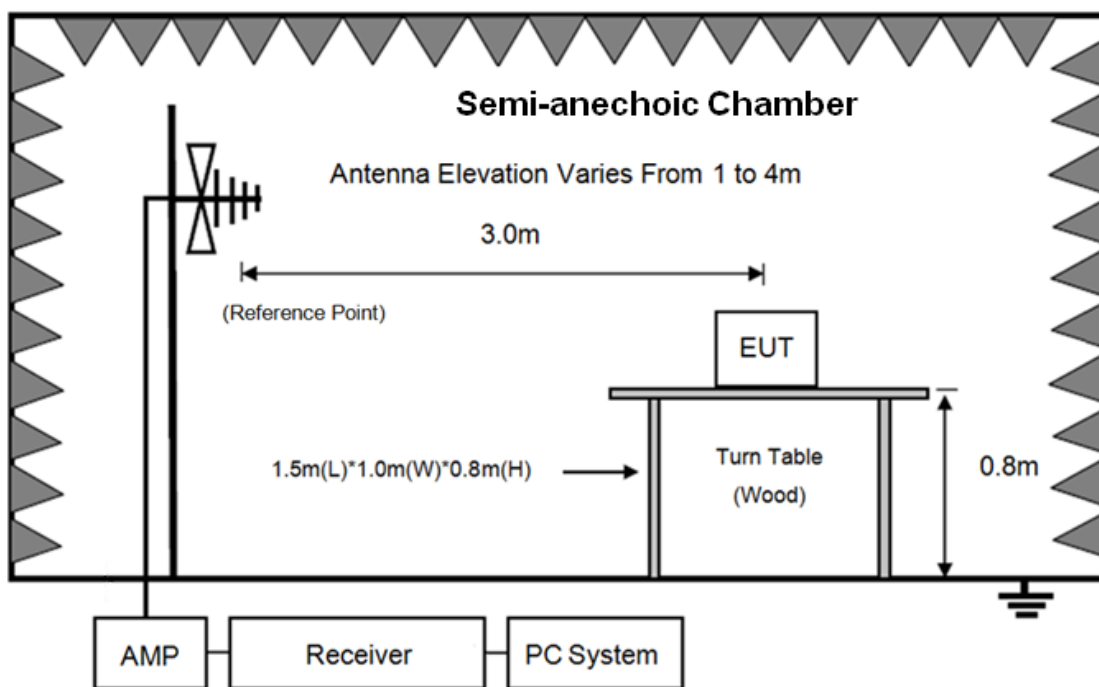 Semi-anechoic Chamber
Antenna Elevation Varies From 1 to 4m
3.0m
(Reference Point)
EUT
1.5m(L)*1.0m(W)*0.8m(H)
Turn Table
(Wood)
0.8m
AMP
Receiver
PC System